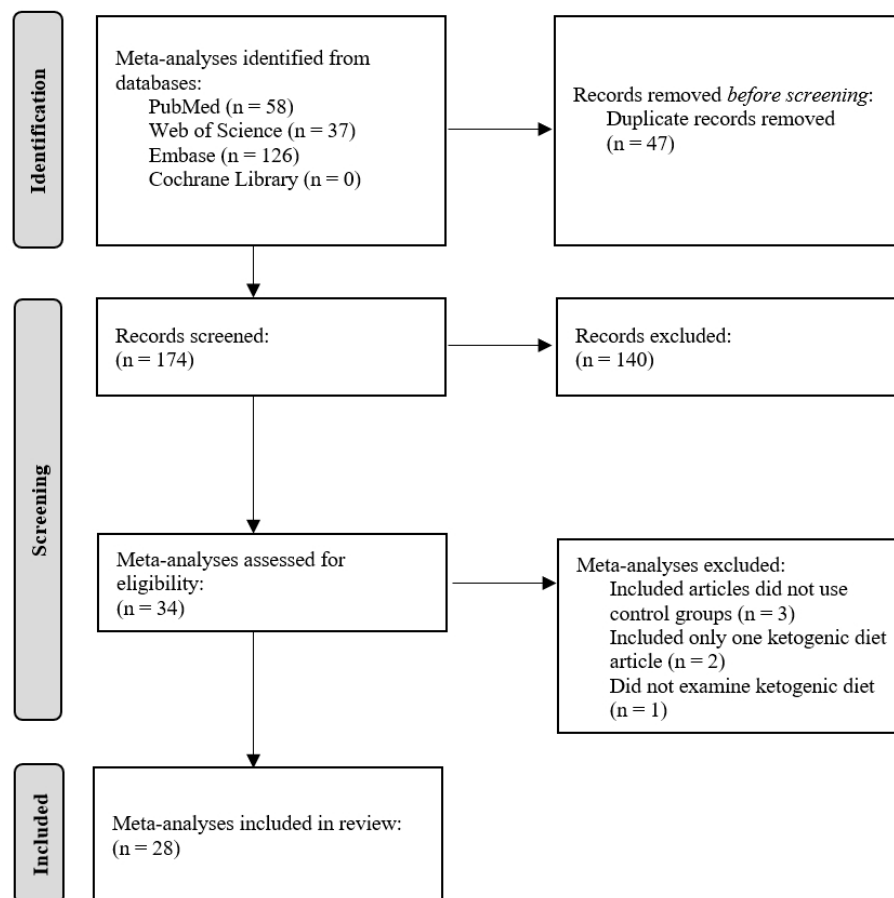 Identification
Meta-analyses identified from
databases:
PubMed (n = 58)
Web of Science (n = 37)
Embase (n = 126)
Cochrane Library (n = 0)
Records removed before screening:
Duplicate records removed
(n = 47)
Screening
Records screened:
(n = 174)
Records excluded:
(n = 140)
Meta-analyses assessed for
eligibility:
(n = 34)
Meta-analyses excluded:
Included articles did not use
control groups (n = 3)
Included only one ketogenic diet
article (n = 2)
Did not examine ketogenic diet
(n = 1)
Included
Meta-analyses included in review:
(n = 28)